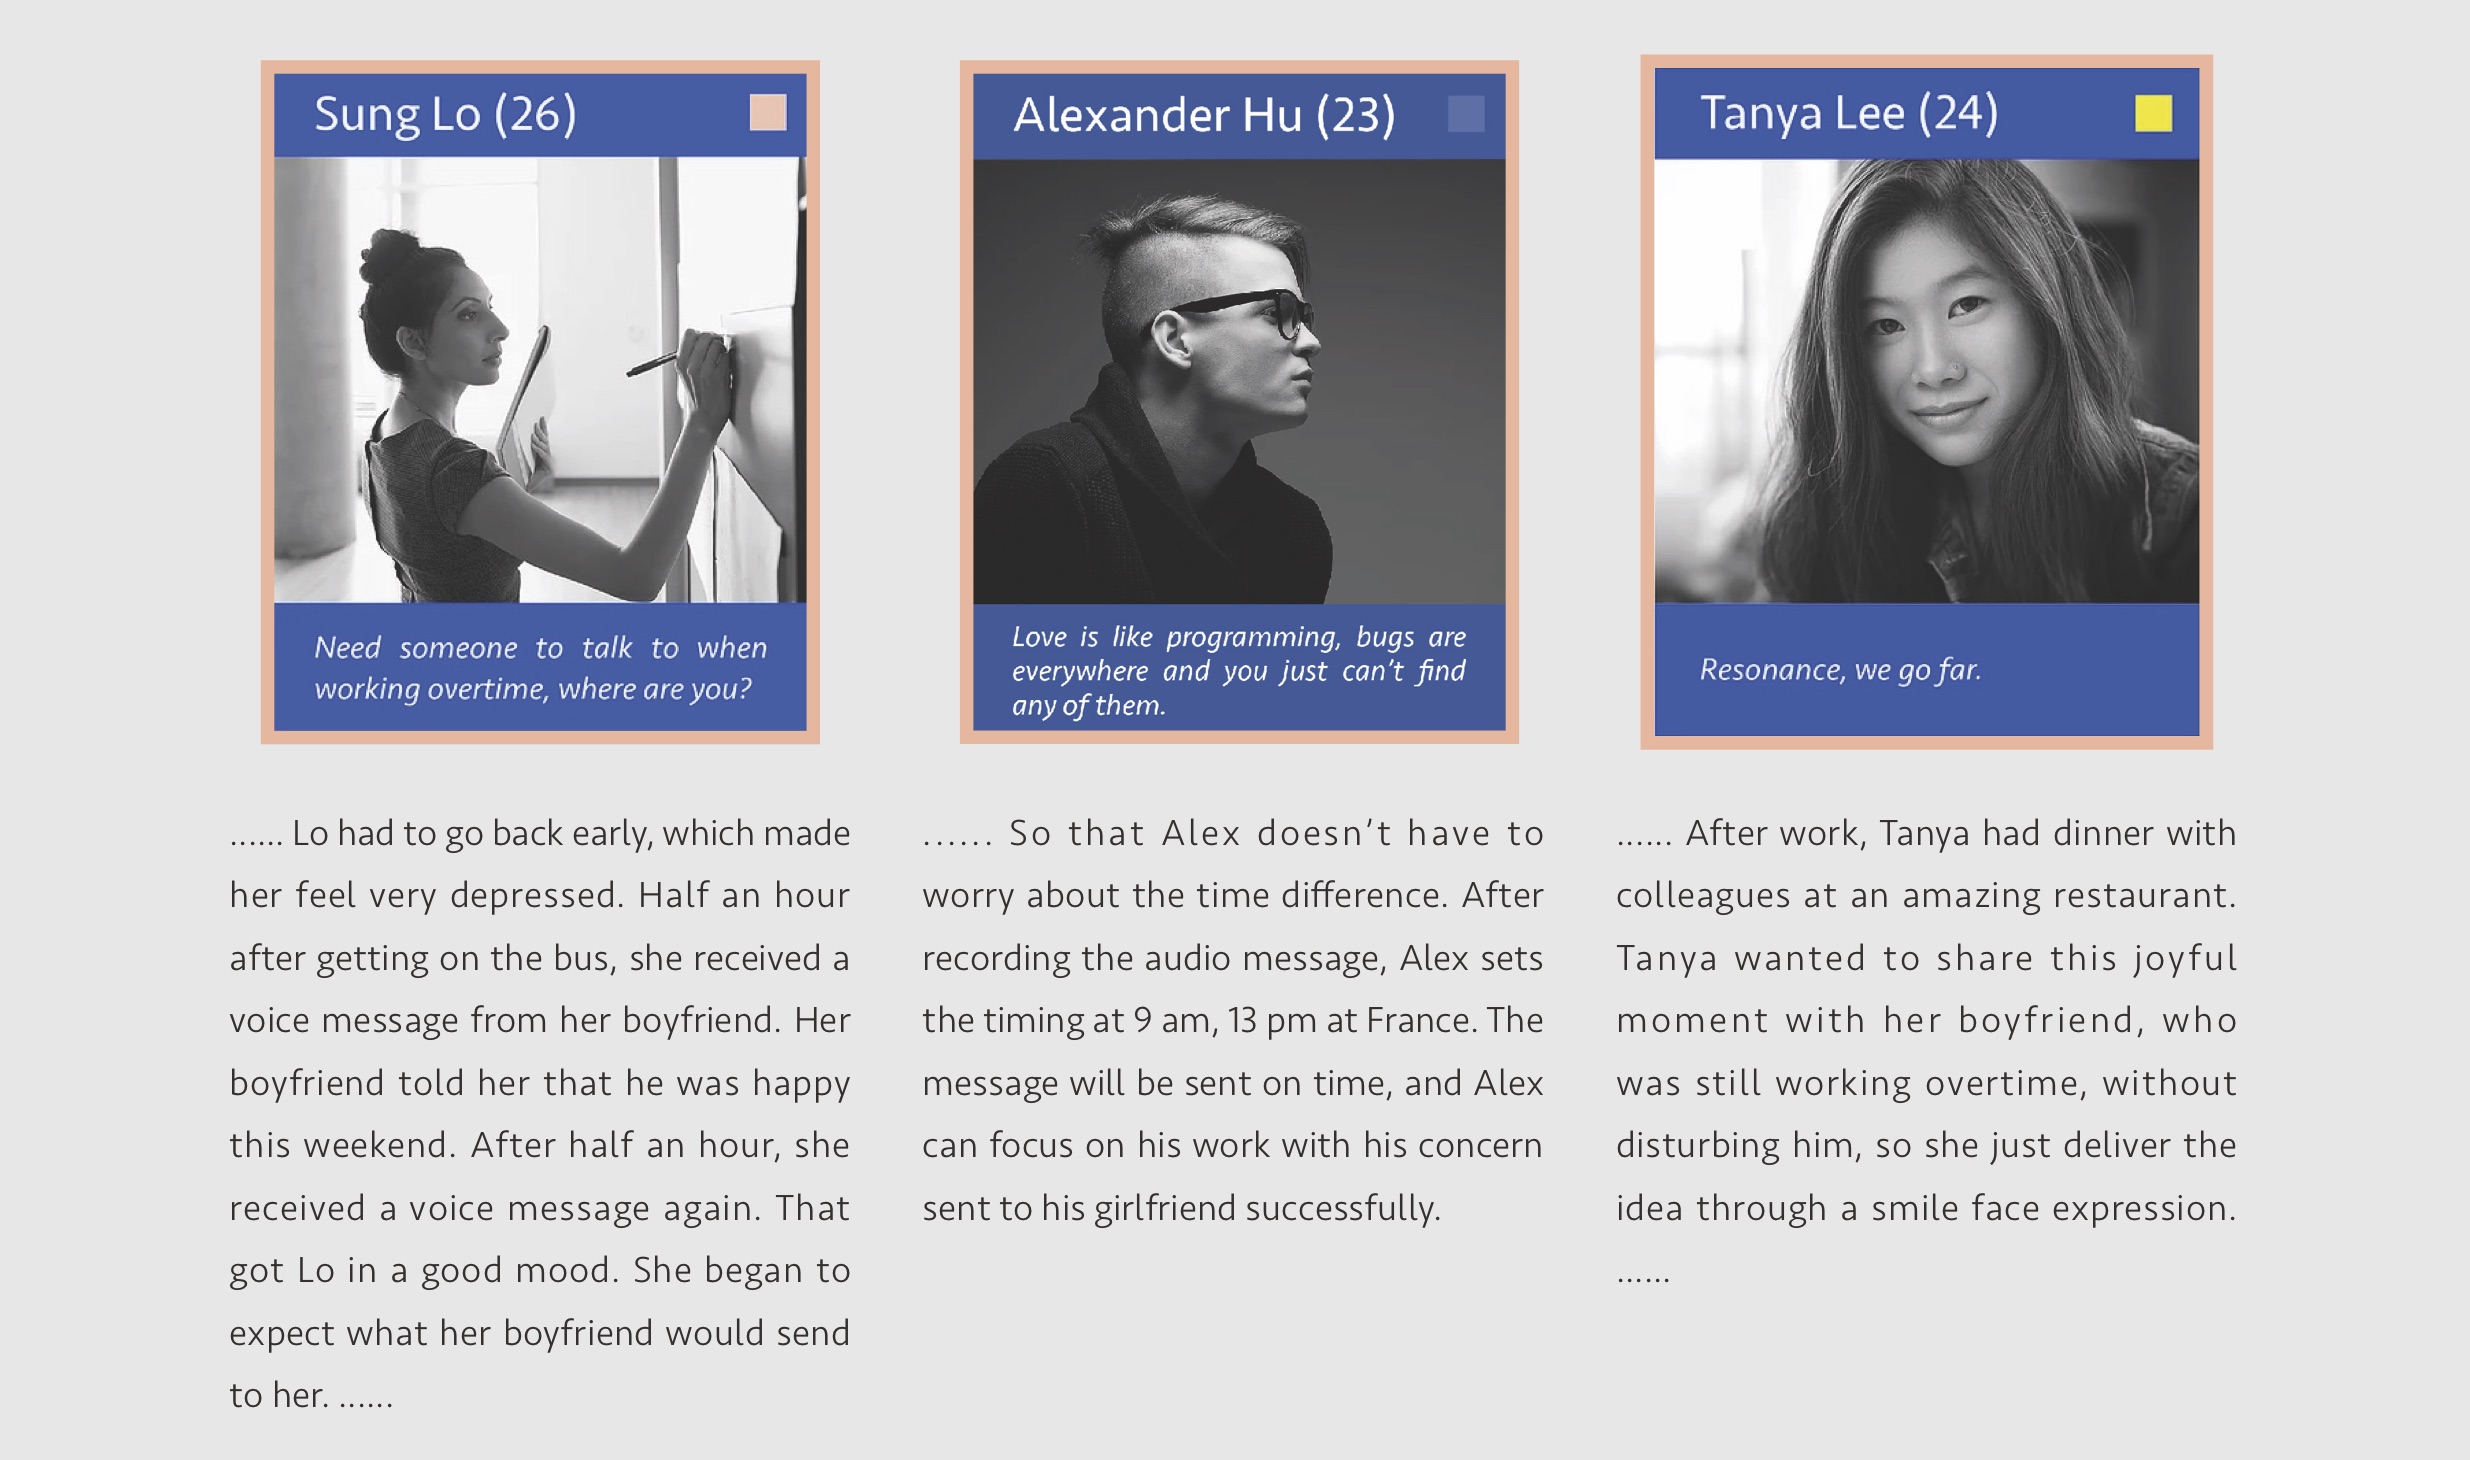 Sung Lo (26)
Need someone to talk to when
working overtime, where are you?
...... Lo had to go back early, which made
her feel very depressed. Half an hour
after getting on the bus, she received a
voice message from her boyfriend. Her
boyfriend told her that he was happy
this weekend. After half an hour, she
received a voice message again. That
got Lo in a good mood. She began to
expect what her boyfriend would send
to her. ......
Alexander Hu (23)
Love is like programming, bugs are
everywhere and you just can't find
any of them.
...... So that Alex doesn't have to
worry about the time difference. After
recording the audio message, Alex sets
the timing at 9 am, 13 pm at France. The
message will be sent on time, and Alex
can focus on his work with his concern
sent to his girlfriend successfully.
Tanya Lee (24)
Resonance, we go far.
...... After work, Tanya had dinner with
colleagues at an amazing restaurant.
Tanya wanted to share this joyful
moment with her boyfriend, who
was still working overtime, without
disturbing him, so she just deliver the
idea through a smile face expression.
......